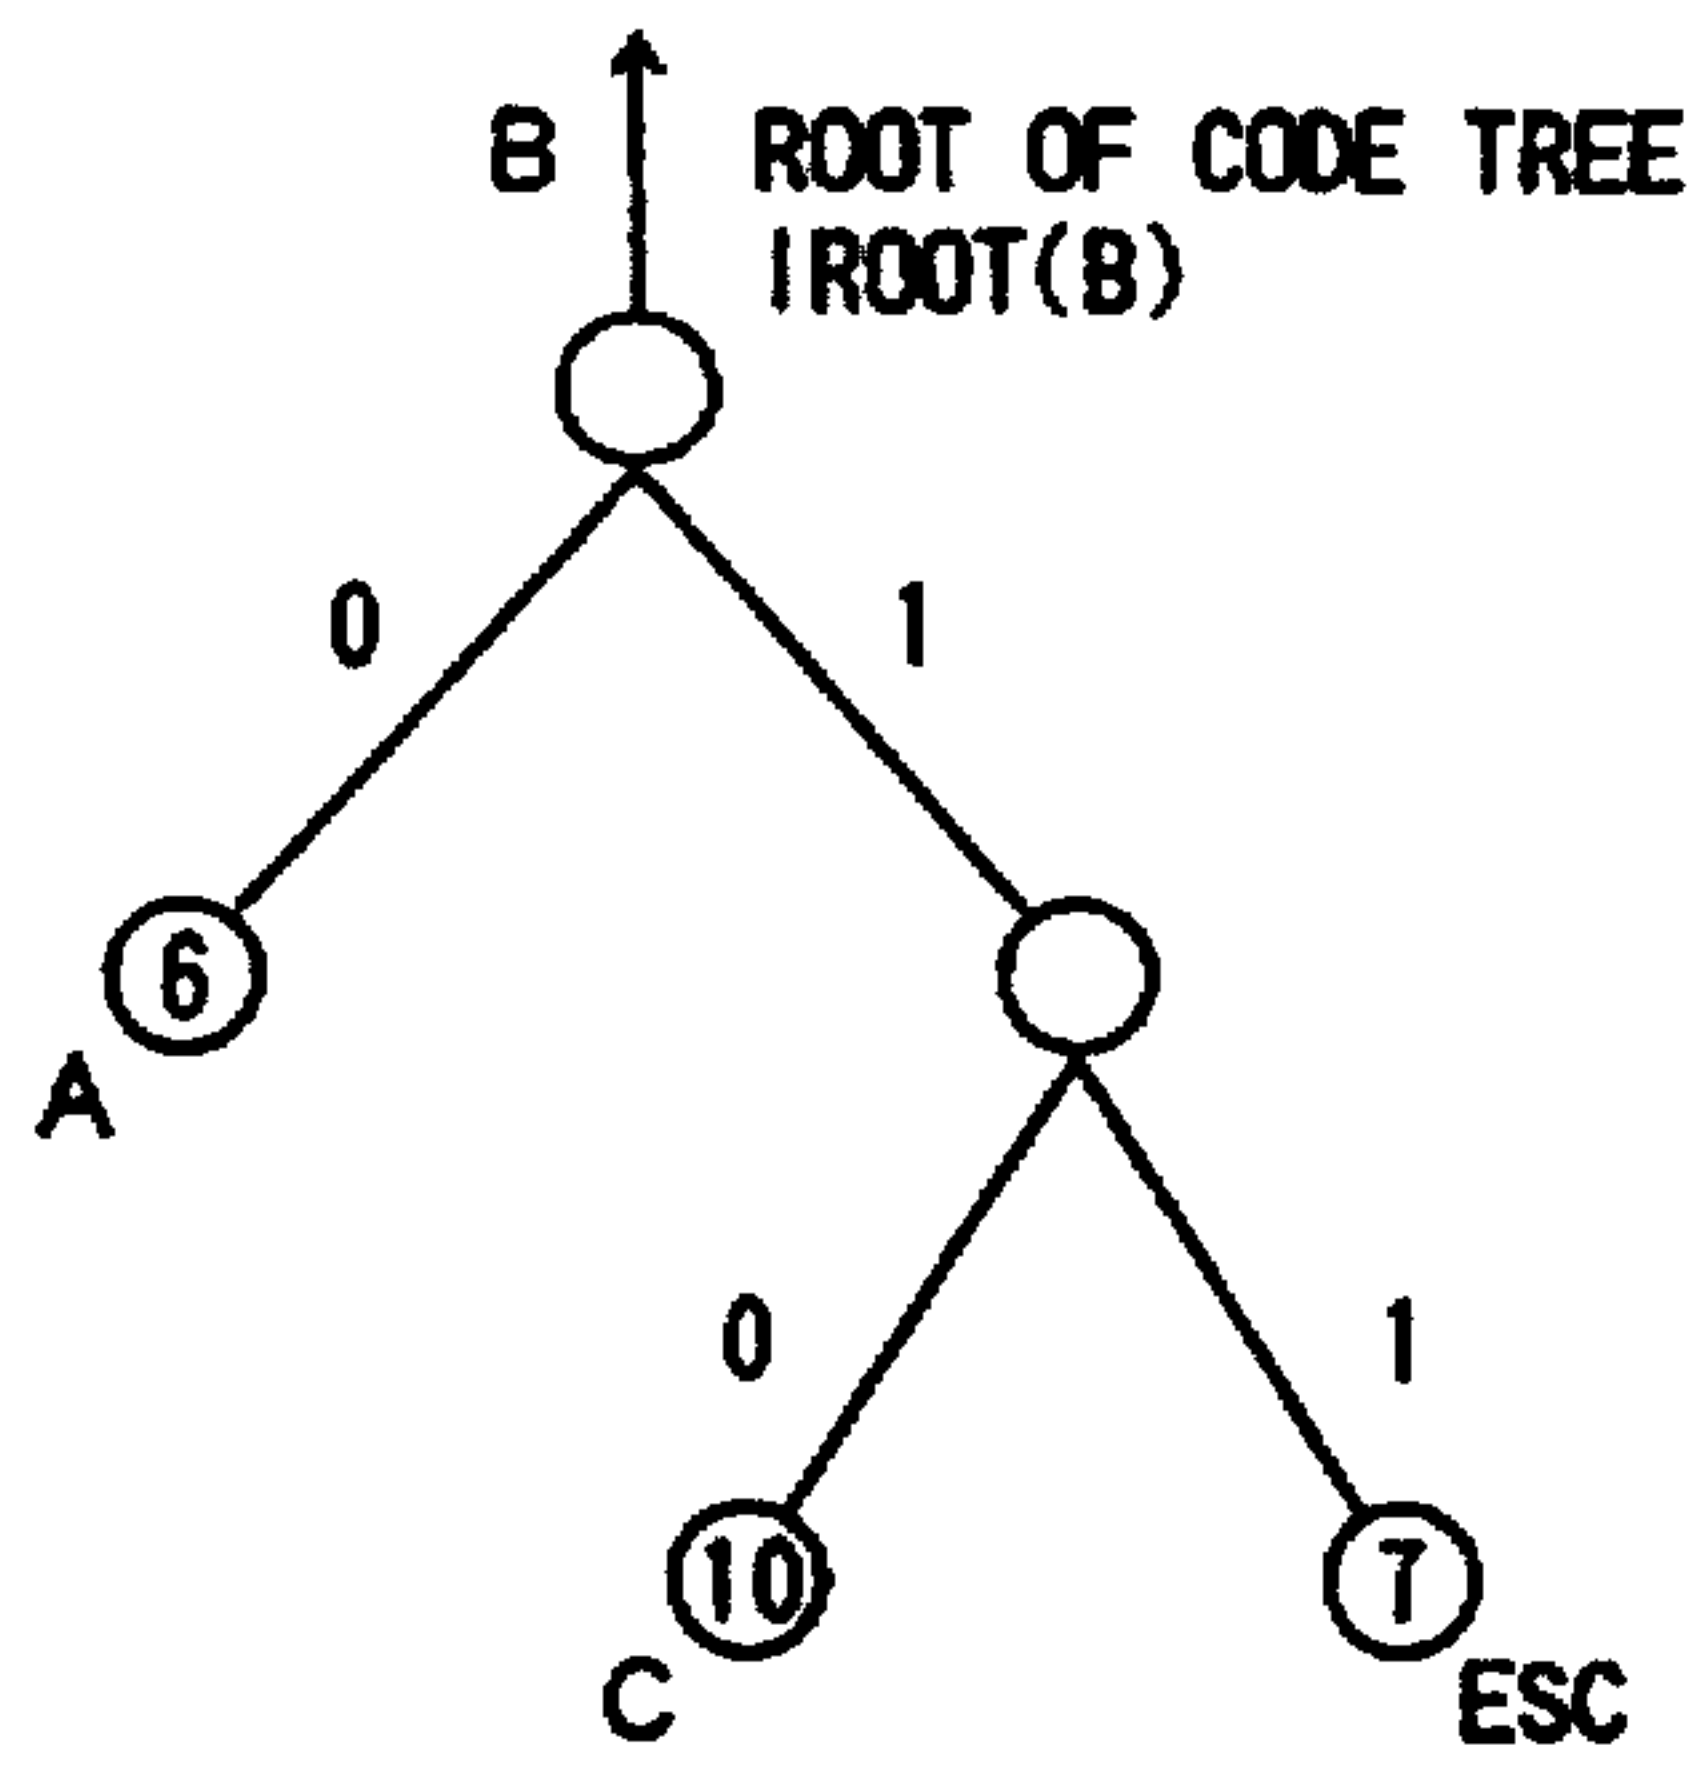 B ROOT OF CODE TREE
IROOT(B)
0 1
6
A
0 1
10 7
C ESC